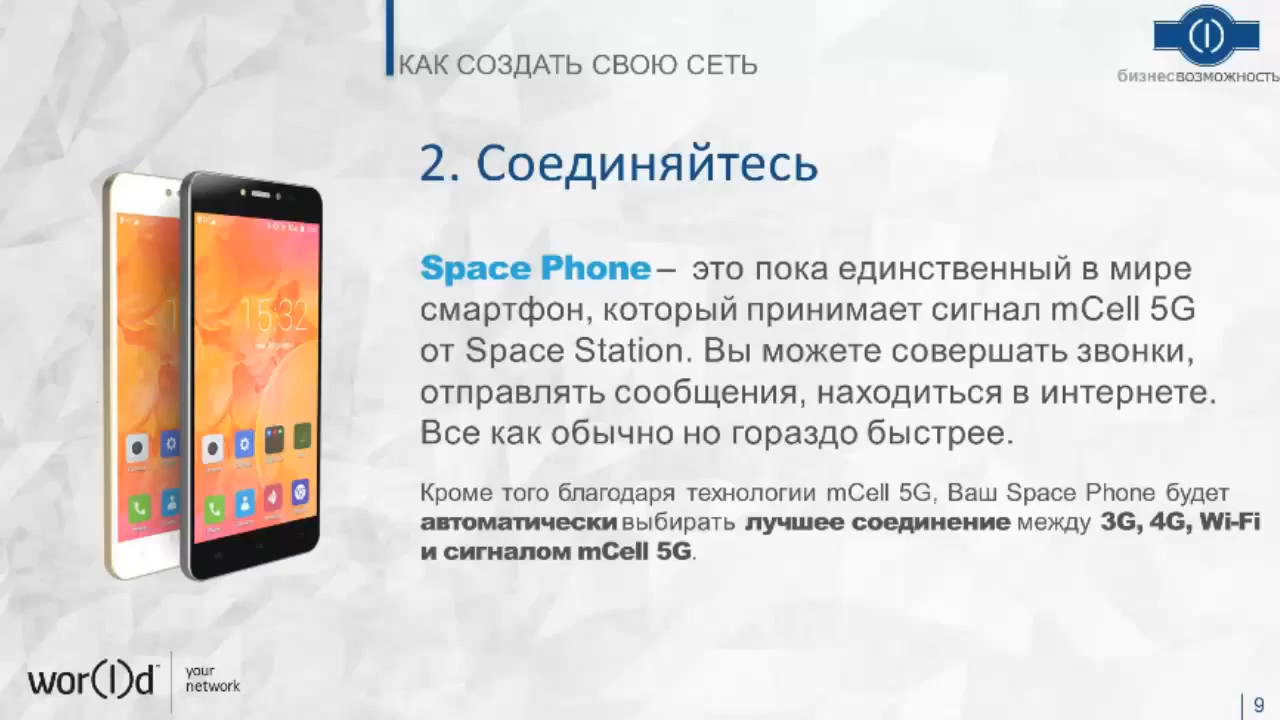 КАК СОЗДАТЬ СВОЮ СЕТЬ
бизнесвозможность
2. Соединяйтесь
Space Phone – это пока единственный в мире
смартфон, который принимает сигнал mCell 5G
от Space Station. Вы можете совершать звонки,
отправлять сообщения, находиться в интернете.
Все как обычно но гораздо быстрее.
Кроме того благодаря технологии mCell 5G, Ваш Space Phone будет
автоматически выбирать лучшее соединение между 3G, 4G, Wi-Fi
и сигналом mCell 5G.
15:32
wor(l)d
your
network
9